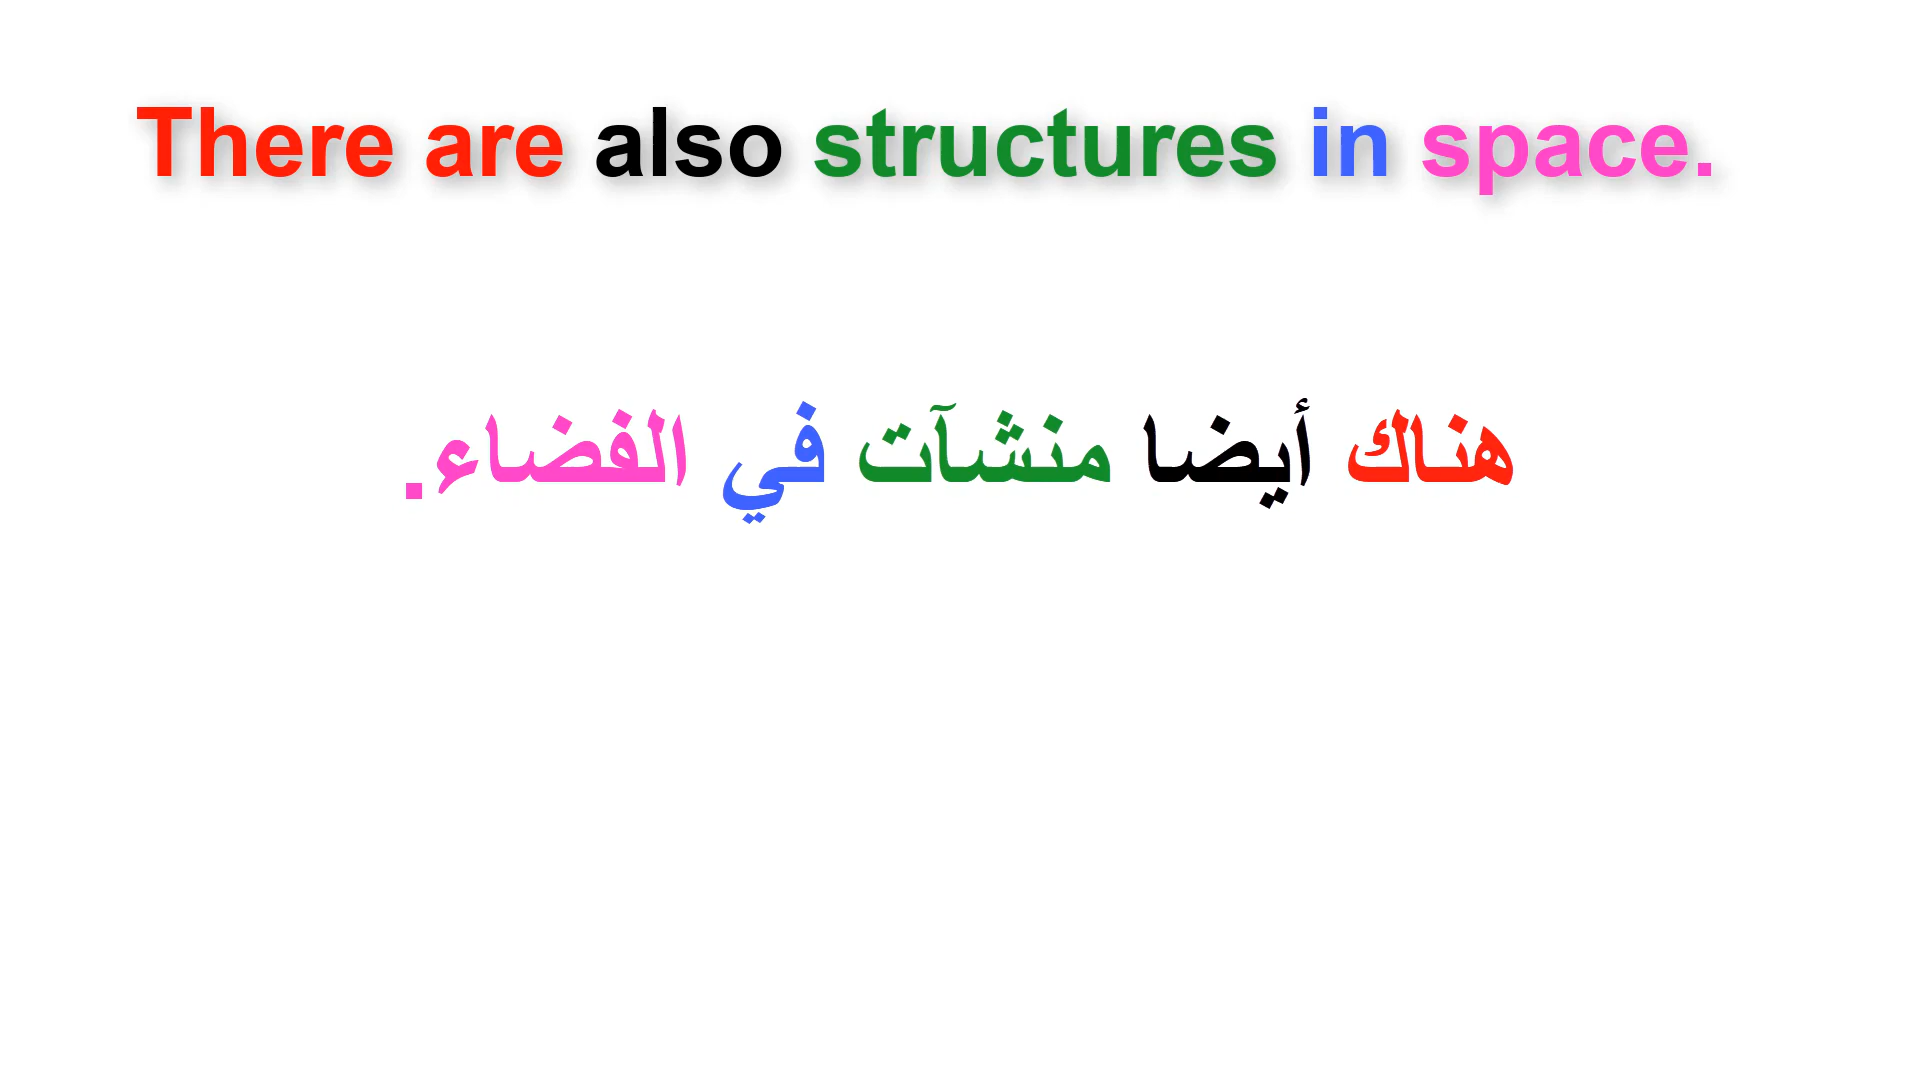 There are also structures in space.
هناك أيضا منشآت في الفضاء.